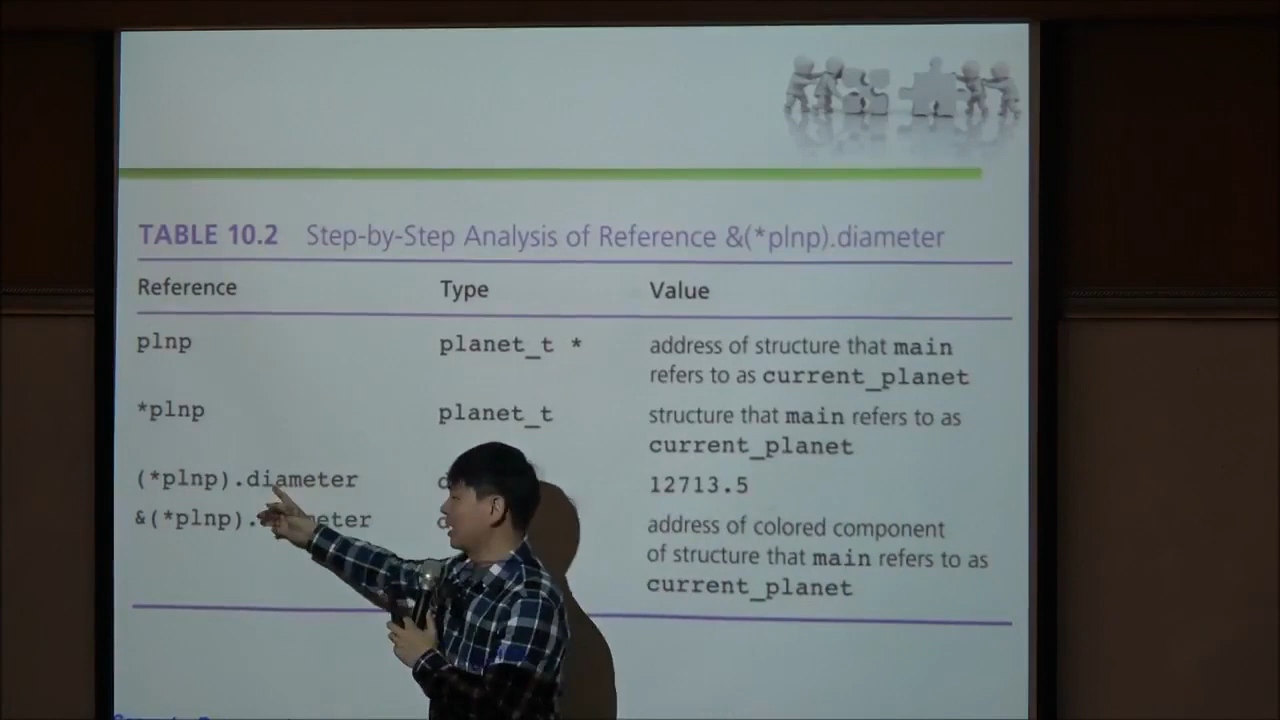 TABLE 10.2 Step-by-Step Analysis of Reference &(*plnp).diameter
Reference Type Value
plnp planet_t * address of structure that main
refers to as current_planet
*plnp planet_t structure that main refers to as
current_planet
(*plnp).diameter 12713.5
&(*plnp). address of colored component
of structure that main refers to as
current_planet